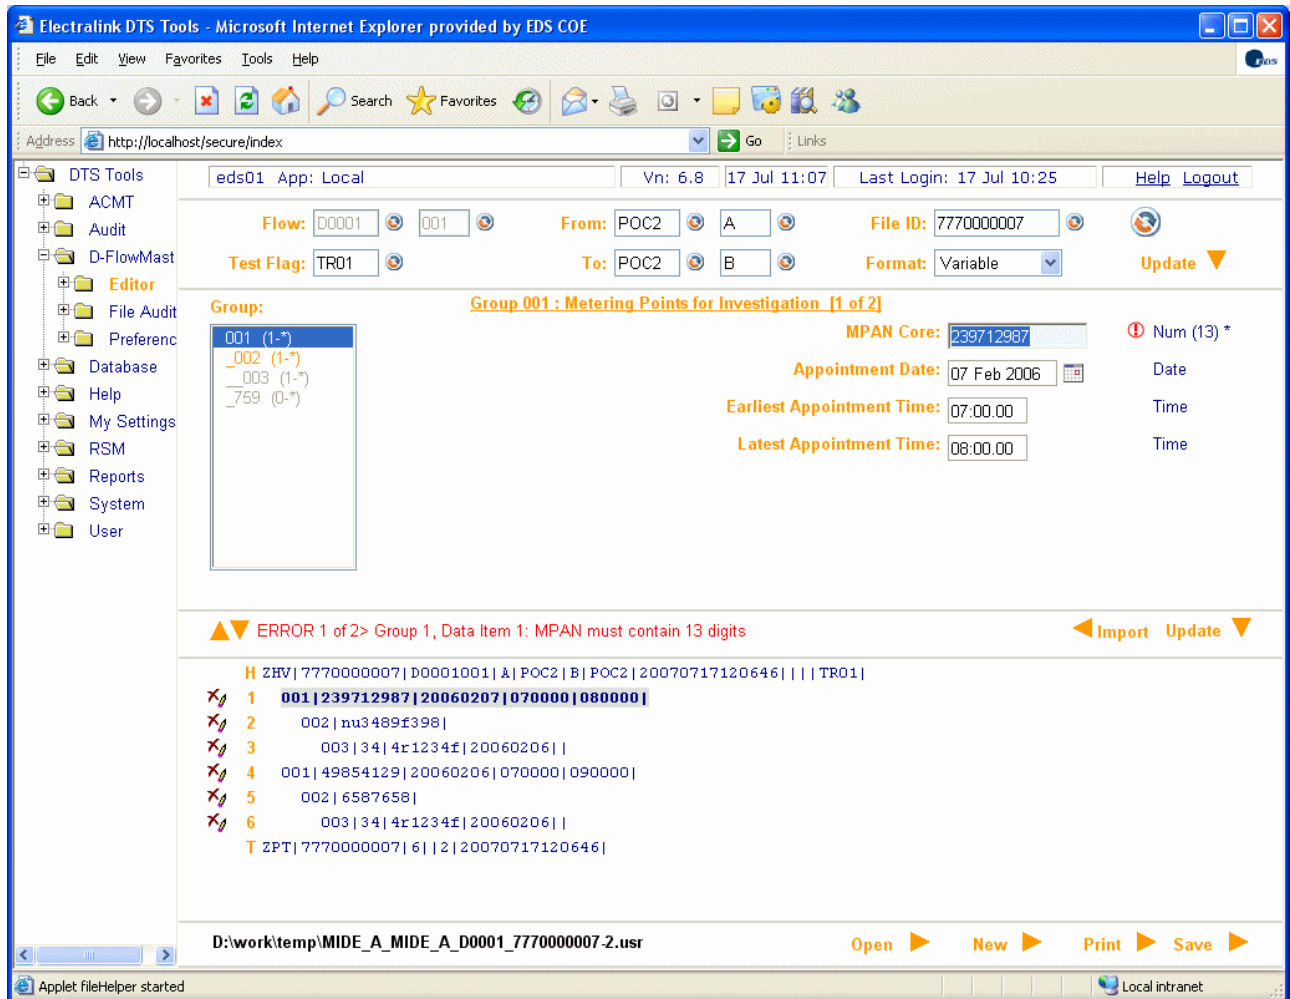 Electralink DTS Tools - Microsoft Internet Explorer provided by EDS COE
File Edit View Favorites Tools Help
Back Search Favorites
Address http://localhost/secure/index Go Links
DTS Tools
ACMT
Audit
D-FlowMast
Editor
File Audit
Preferenc
Database
Help
My Settings
RSM
Reports
System
User
eds01 App: Local Vn: 6.8 17 Jul 11:07 Last Login: 17 Jul 10:25 Help Logout
Flow: D0001 001 From: POC2 A File ID: 7770000007
Test Flag: TR01 To: POC2 B Format: Variable Update
Group: Group 001 : Metering Points for Investigation [1 of 2]
001 (1-*)
_002 (1-*)
__003 (1-*)
_759 (0-*)
MPAN Core: 239712987 Num (13) *
Appointment Date: 07 Feb 2006 Date
Earliest Appointment Time: 07:00.00 Time
Latest Appointment Time: 08:00.00 Time
ERROR 1 of 2> Group 1, Data Item 1: MPAN must contain 13 digits Import Update
H ZHV|7770000007|D0001001|A|POC2|B|POC2|20070717120646||||TR01|
1 001|239712987|20060207|070000|080000|
2 002|nu3489f398|
3 003|34|4r1234f|20060206||
4 001|49854129|20060206|070000|090000|
5 002|6587658|
6 003|34|4r1234f|20060206||
T ZPT|7770000007|6||2|20070717120646|
D:\work\temp\MIDE_A_MIDE_A_D0001_7770000007-2.usr Open New Print Save
Applet fileHelper started Local intranet